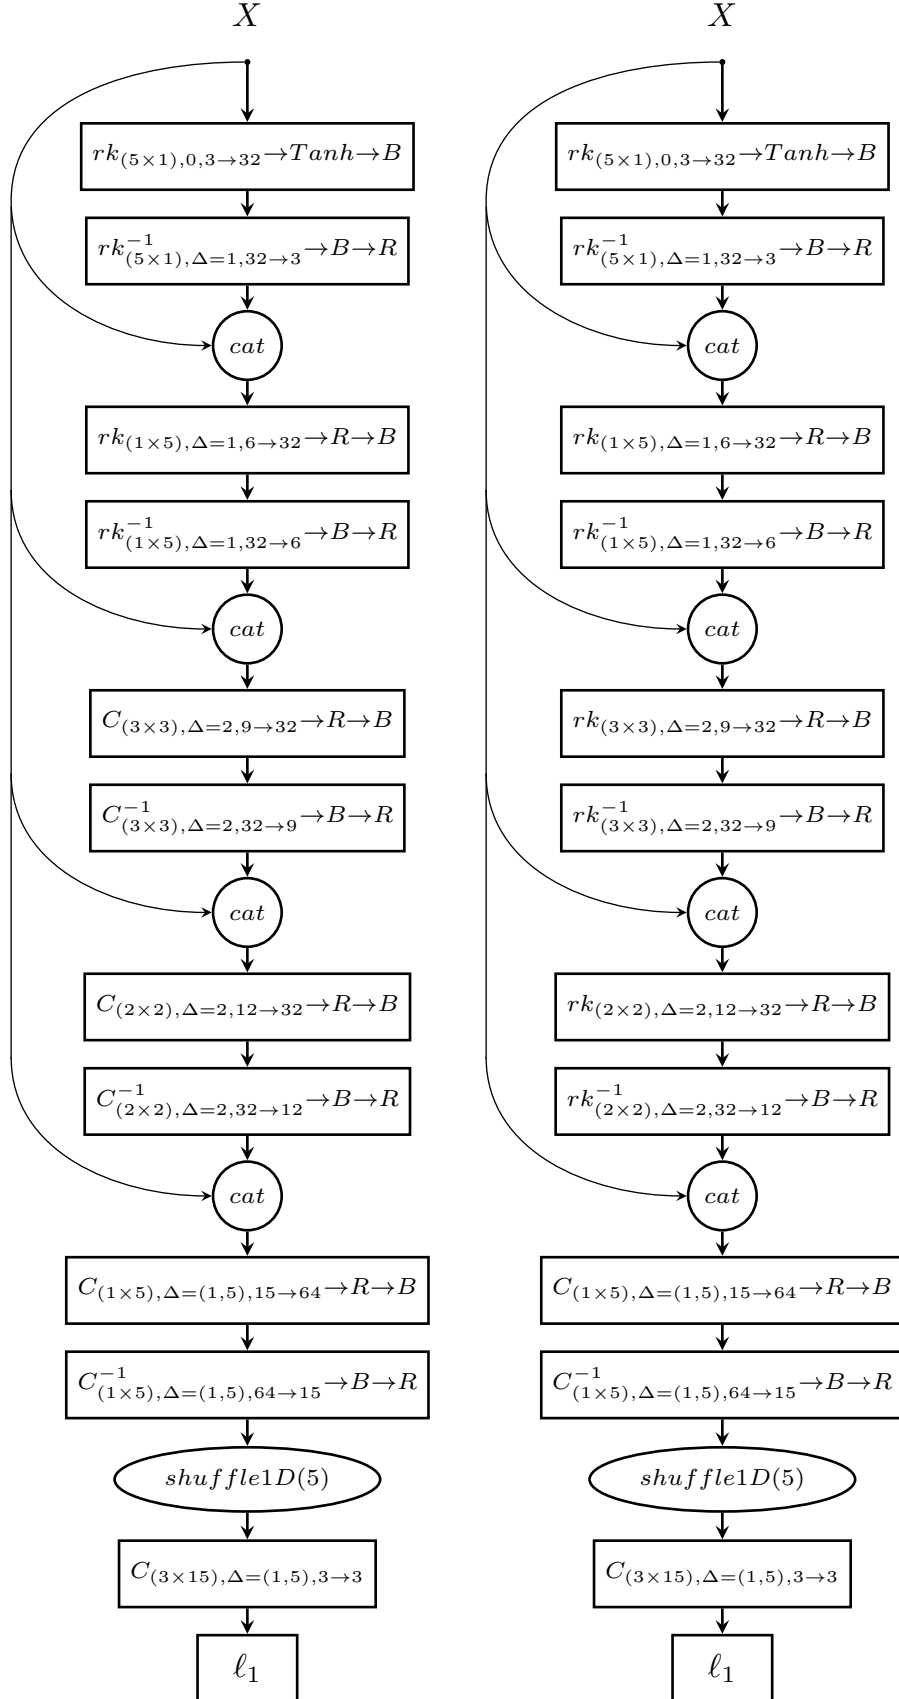 X
rk_{(5×1),0,3→32}→Tanh→B
rk^{-1}_{(5×1),Δ=1,32→3}→B→R
cat
rk_{(1×5),Δ=1,6→32}→R→B
rk^{-1}_{(1×5),Δ=1,32→6}→B→R
cat
C_{(3×3),Δ=2,9→32}→R→B
C^{-1}_{(3×3),Δ=2,32→9}→B→R
cat
C_{(2×2),Δ=2,12→32}→R→B
C^{-1}_{(2×2),Δ=2,32→12}→B→R
cat
C_{(1×5),Δ=(1,5),15→64}→R→B
C^{-1}_{(1×5),Δ=(1,5),64→15}→B→R
shuffle1D(5)
C_{(3×15),Δ=(1,5),3→3}
ℓ_1
X
rk_{(5×1),0,3→32}→Tanh→B
rk^{-1}_{(5×1),Δ=1,32→3}→B→R
cat
rk_{(1×5),Δ=1,6→32}→R→B
rk^{-1}_{(1×5),Δ=1,32→6}→B→R
cat
rk_{(3×3),Δ=2,9→32}→R→B
rk^{-1}_{(3×3),Δ=2,32→9}→B→R
cat
rk_{(2×2),Δ=2,12→32}→R→B
rk^{-1}_{(2×2),Δ=2,32→12}→B→R
cat
C_{(1×5),Δ=(1,5),15→64}→R→B
C^{-1}_{(1×5),Δ=(1,5),64→15}→B→R
shuffle1D(5)
C_{(3×15),Δ=(1,5),3→3}
ℓ_1